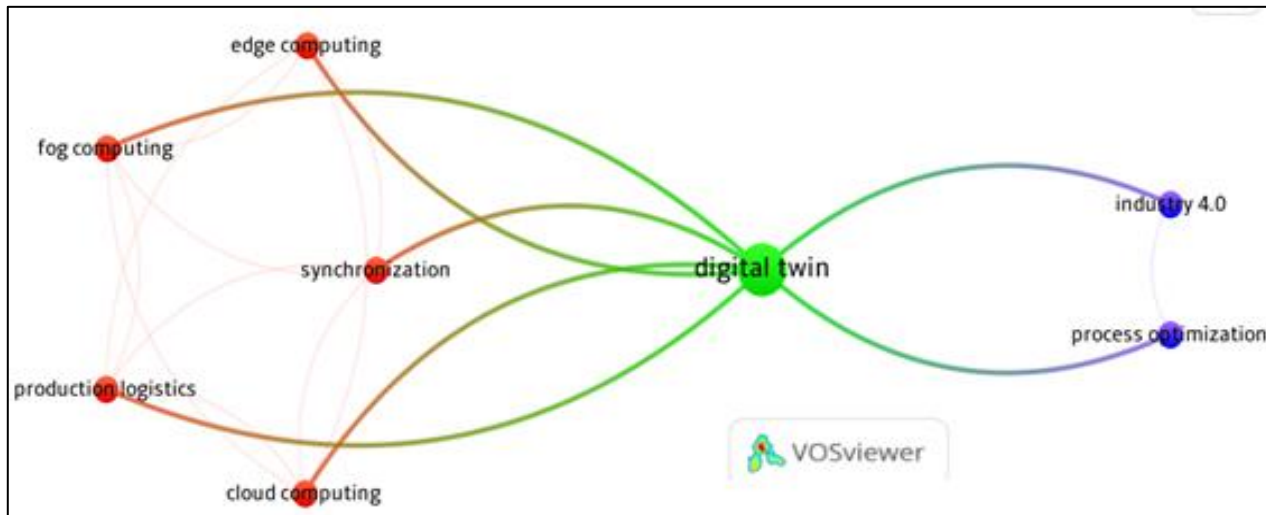 edge computing
fog computing
industry 4.0
synchronization
digital twin
process optimization
production logistics
VOSviewer
cloud computing